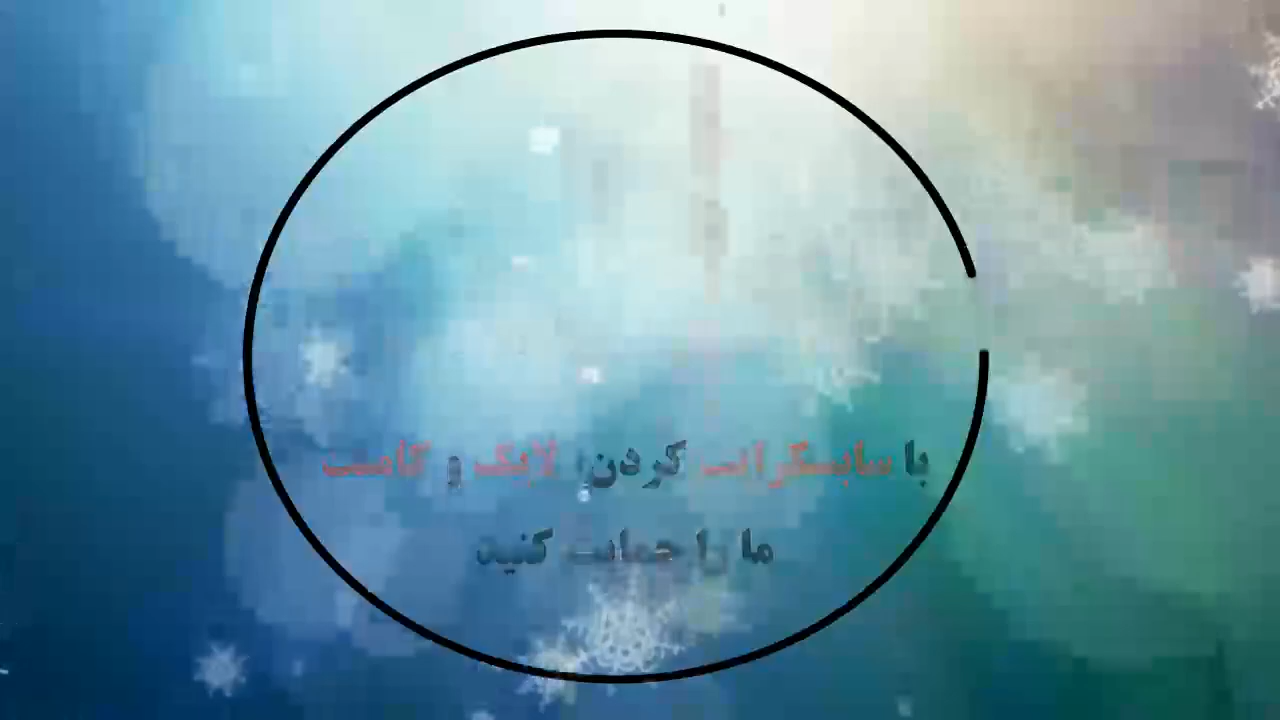 با سابسکرایب کردن، لایک و کامنت
ما را حمایت کنید